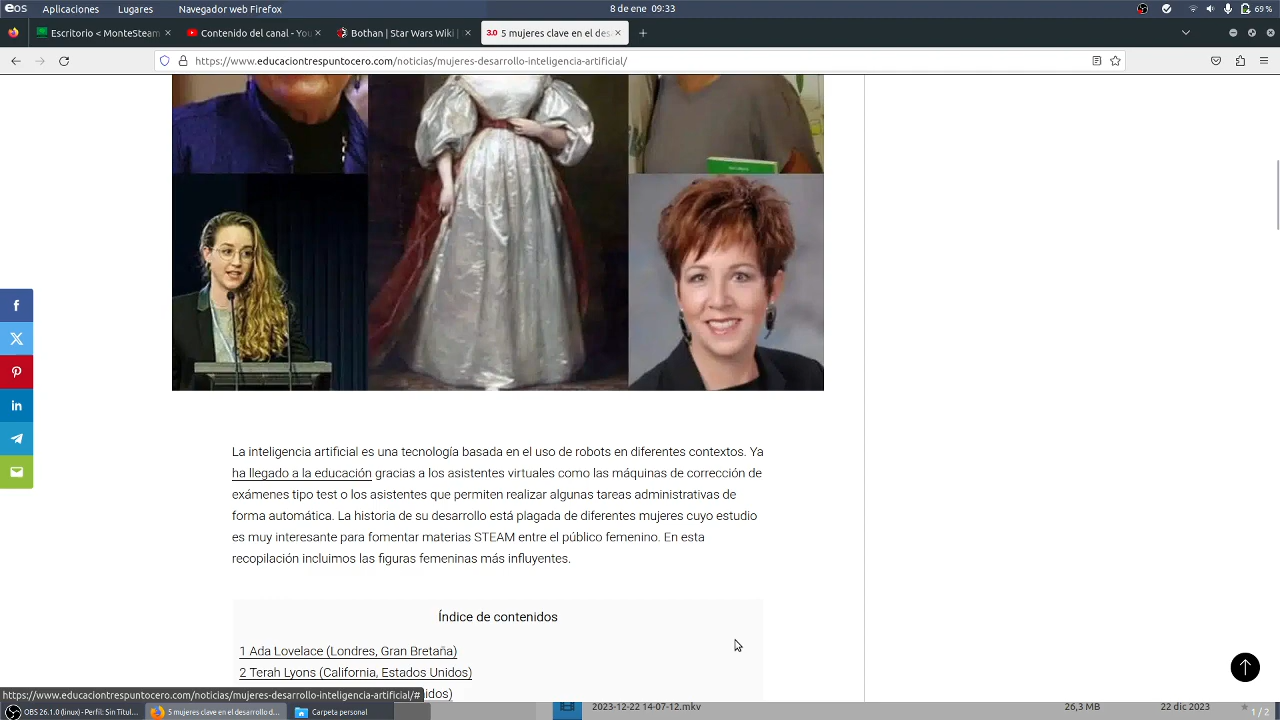 Aplicaciones
Lugares
Navegador web Firefox
8 de ene 09:33
69 %
Escritorio < MonteSteam
Contenido del canal - You
Bothan | Star Wars Wiki |
3.0 5 mujeres clave en el des
https://www.educaciontrespuntocero.com/noticias/mujeres-desarrollo-inteligencia-artificial/
La inteligencia artificial es una tecnología basada en el uso de robots en diferentes contextos. Ya
ha llegado a la educación gracias a los asistentes virtuales como las máquinas de corrección de
exámenes tipo test o los asistentes que permiten realizar algunas tareas administrativas de
forma automática. La historia de su desarrollo está plagada de diferentes mujeres cuyo estudio
es muy interesante para fomentar materias STEAM entre el público femenino. En esta
recopilación incluimos las figuras femeninas más influyentes.
Índice de contenidos
1 Ada Lovelace (Londres, Gran Bretaña)
2 Terah Lyons (California, Estados Unidos)
nidos)
https://www.educaciontrespuntocero.com/noticias/mujeres-desarrollo-inteligencia-artificial/#
OBS 26.1.0 (linux) - Perfil: Sin Titul...
5 mujeres clave en el desarrollo d...
Carpeta personal
2023-12-22 14-07-12.mkv
26,3 MB
22 dic 2023
1 / 2